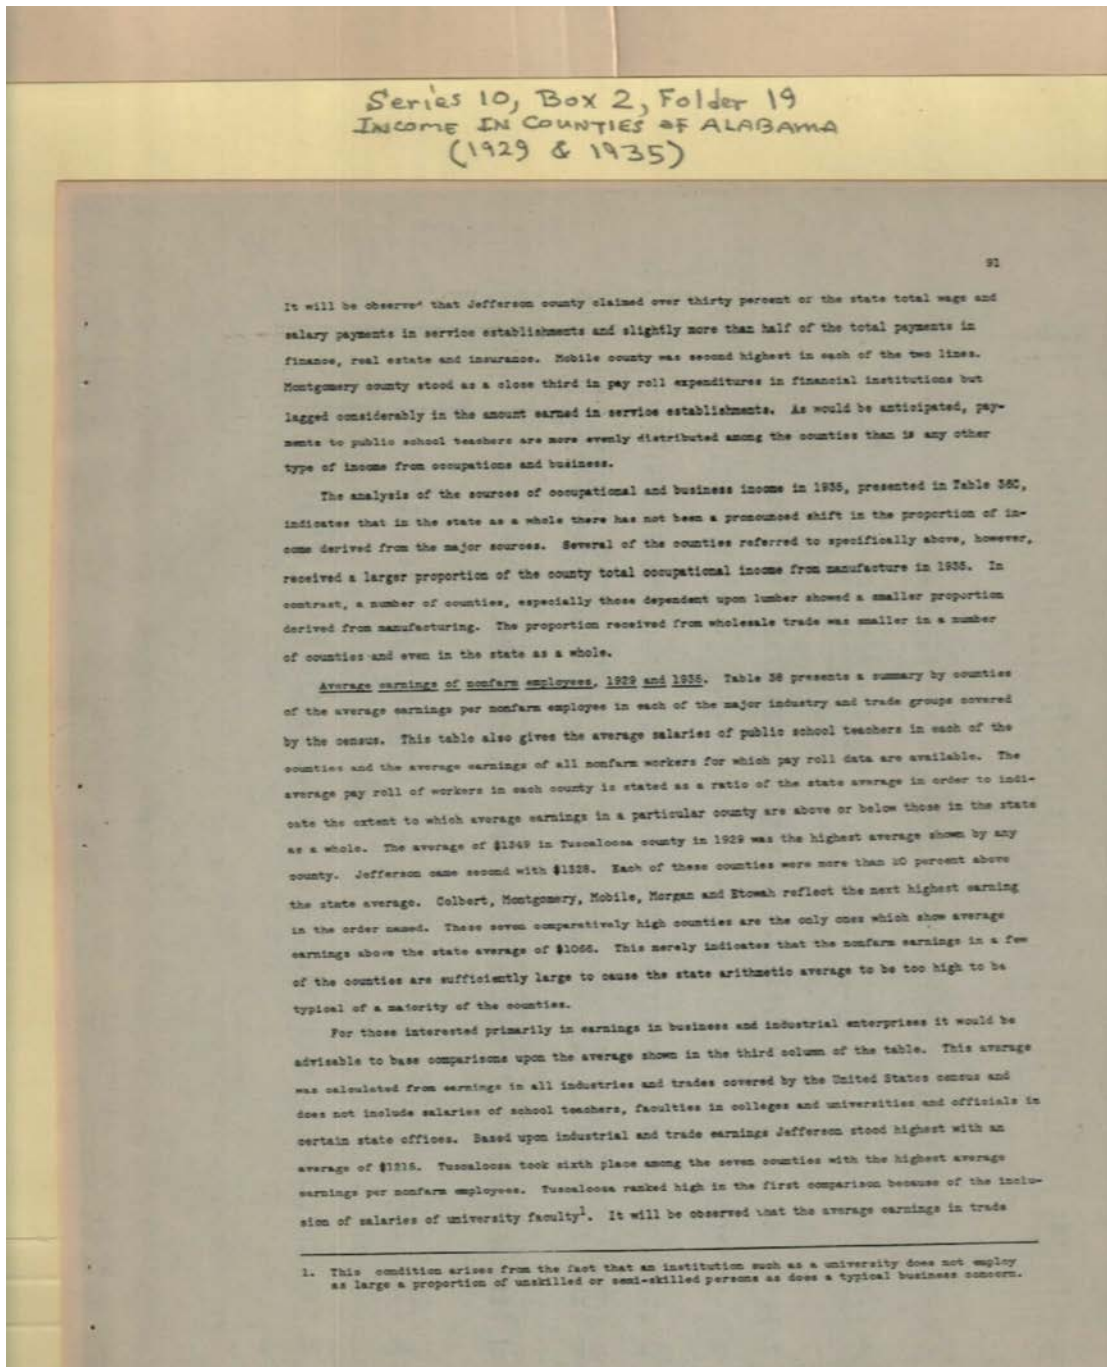 Series 10, Box 2, Folder 19
INCOME IN COUNTIES OF ALABAMA
(1929 & 1935)
91
It will be observed that Jefferson county claimed over thirty percent of the state total wage and
salary payments in service establishments and slightly more than half of the total payments in
finance, real estate and insurance. Mobile county was second highest in each of the two lines.
Montgomery county stood as a close third in pay roll expenditures in financial institutions but
lagged considerably in the amount earned in service establishments. As would be anticipated, pay-
ments to public school teachers are more evenly distributed among the counties than is any other
type of income from occupations and business.
The analysis of the sources of occupational and business income in 1935, presented in Table 36C,
indicates that in the state as a whole there has not been a pronounced shift in the proportion of in-
come derived from the major sources. Several of the counties referred to specifically above, however,
received a larger proportion of the county total occupational income from manufacture in 1935. In
contrast, a number of counties, especially those dependent upon lumber showed a smaller proportion
derived from manufacturing. The proportion received from wholesale trade was smaller in a number
of counties and even in the state as a whole.
Average earnings of nonfarm employees, 1929 and 1935. Table 36 presents a summary by counties
of the average earnings per nonfarm employee in each of the major industry and trade groups covered
by the census. This table also gives the average salaries of public school teachers in each of the
counties and the average earnings of all nonfarm workers for which pay roll data are available. The
average pay roll of workers in each county is stated as a ratio of the state average in order to indi-
cate the extent to which average earnings in a particular county are above or below those in the state
as a whole. The average of $1349 in Tuscaloosa county in 1929 was the highest average shown by any
county. Jefferson came second with $1328. Each of these counties were more than 20 percent above
the state average. Colbert, Montgomery, Mobile, Morgan and Etowah reflect the next highest earning
in the order named. These seven comparatively high counties are the only ones which show average
earnings above the state average of $1066. This merely indicates that the nonfarm earnings in a few
of the counties are sufficiently large to cause the state arithmetic average to be too high to be
typical of a majority of the counties.
For those interested primarily in earnings in business and industrial enterprises it would be
advisable to base comparisons upon the average shown in the third column of the table. This average
was calculated from earnings in all industries and trades covered by the United States census and
does not include salaries of school teachers, faculties in colleges and universities and officials in
certain state offices. Based upon industrial and trade earnings Jefferson stood highest with an
average of $1215. Tuscaloosa took sixth place among the seven counties with the highest average
earnings per nonfarm employees. Tuscaloosa ranked high in the first comparison because of the inclu-
sion of salaries of university faculty1. It will be observed that the average earnings in trade
1. This condition arises from the fact that an institution such as a university does not employ
as large a proportion of unskilled or semi-skilled persons as does a typical business concern.